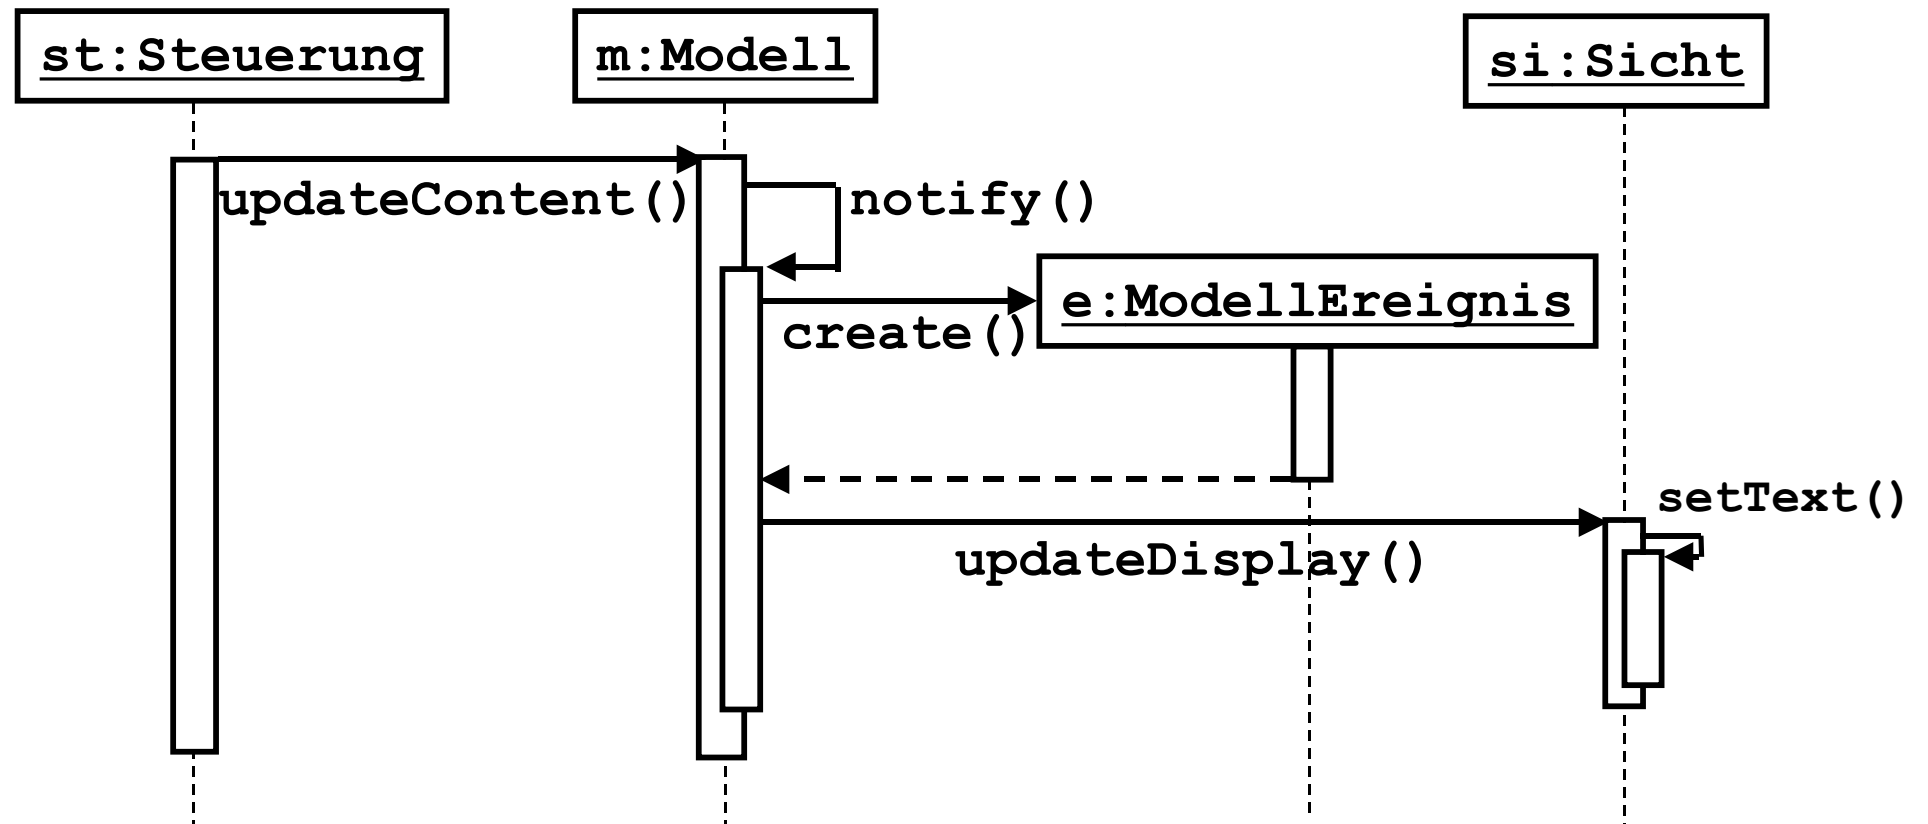 st:Steuerung
m:Modell
si:Sicht
updateContent()
notify()
e:ModellEreignis
create()
setText()
updateDisplay()